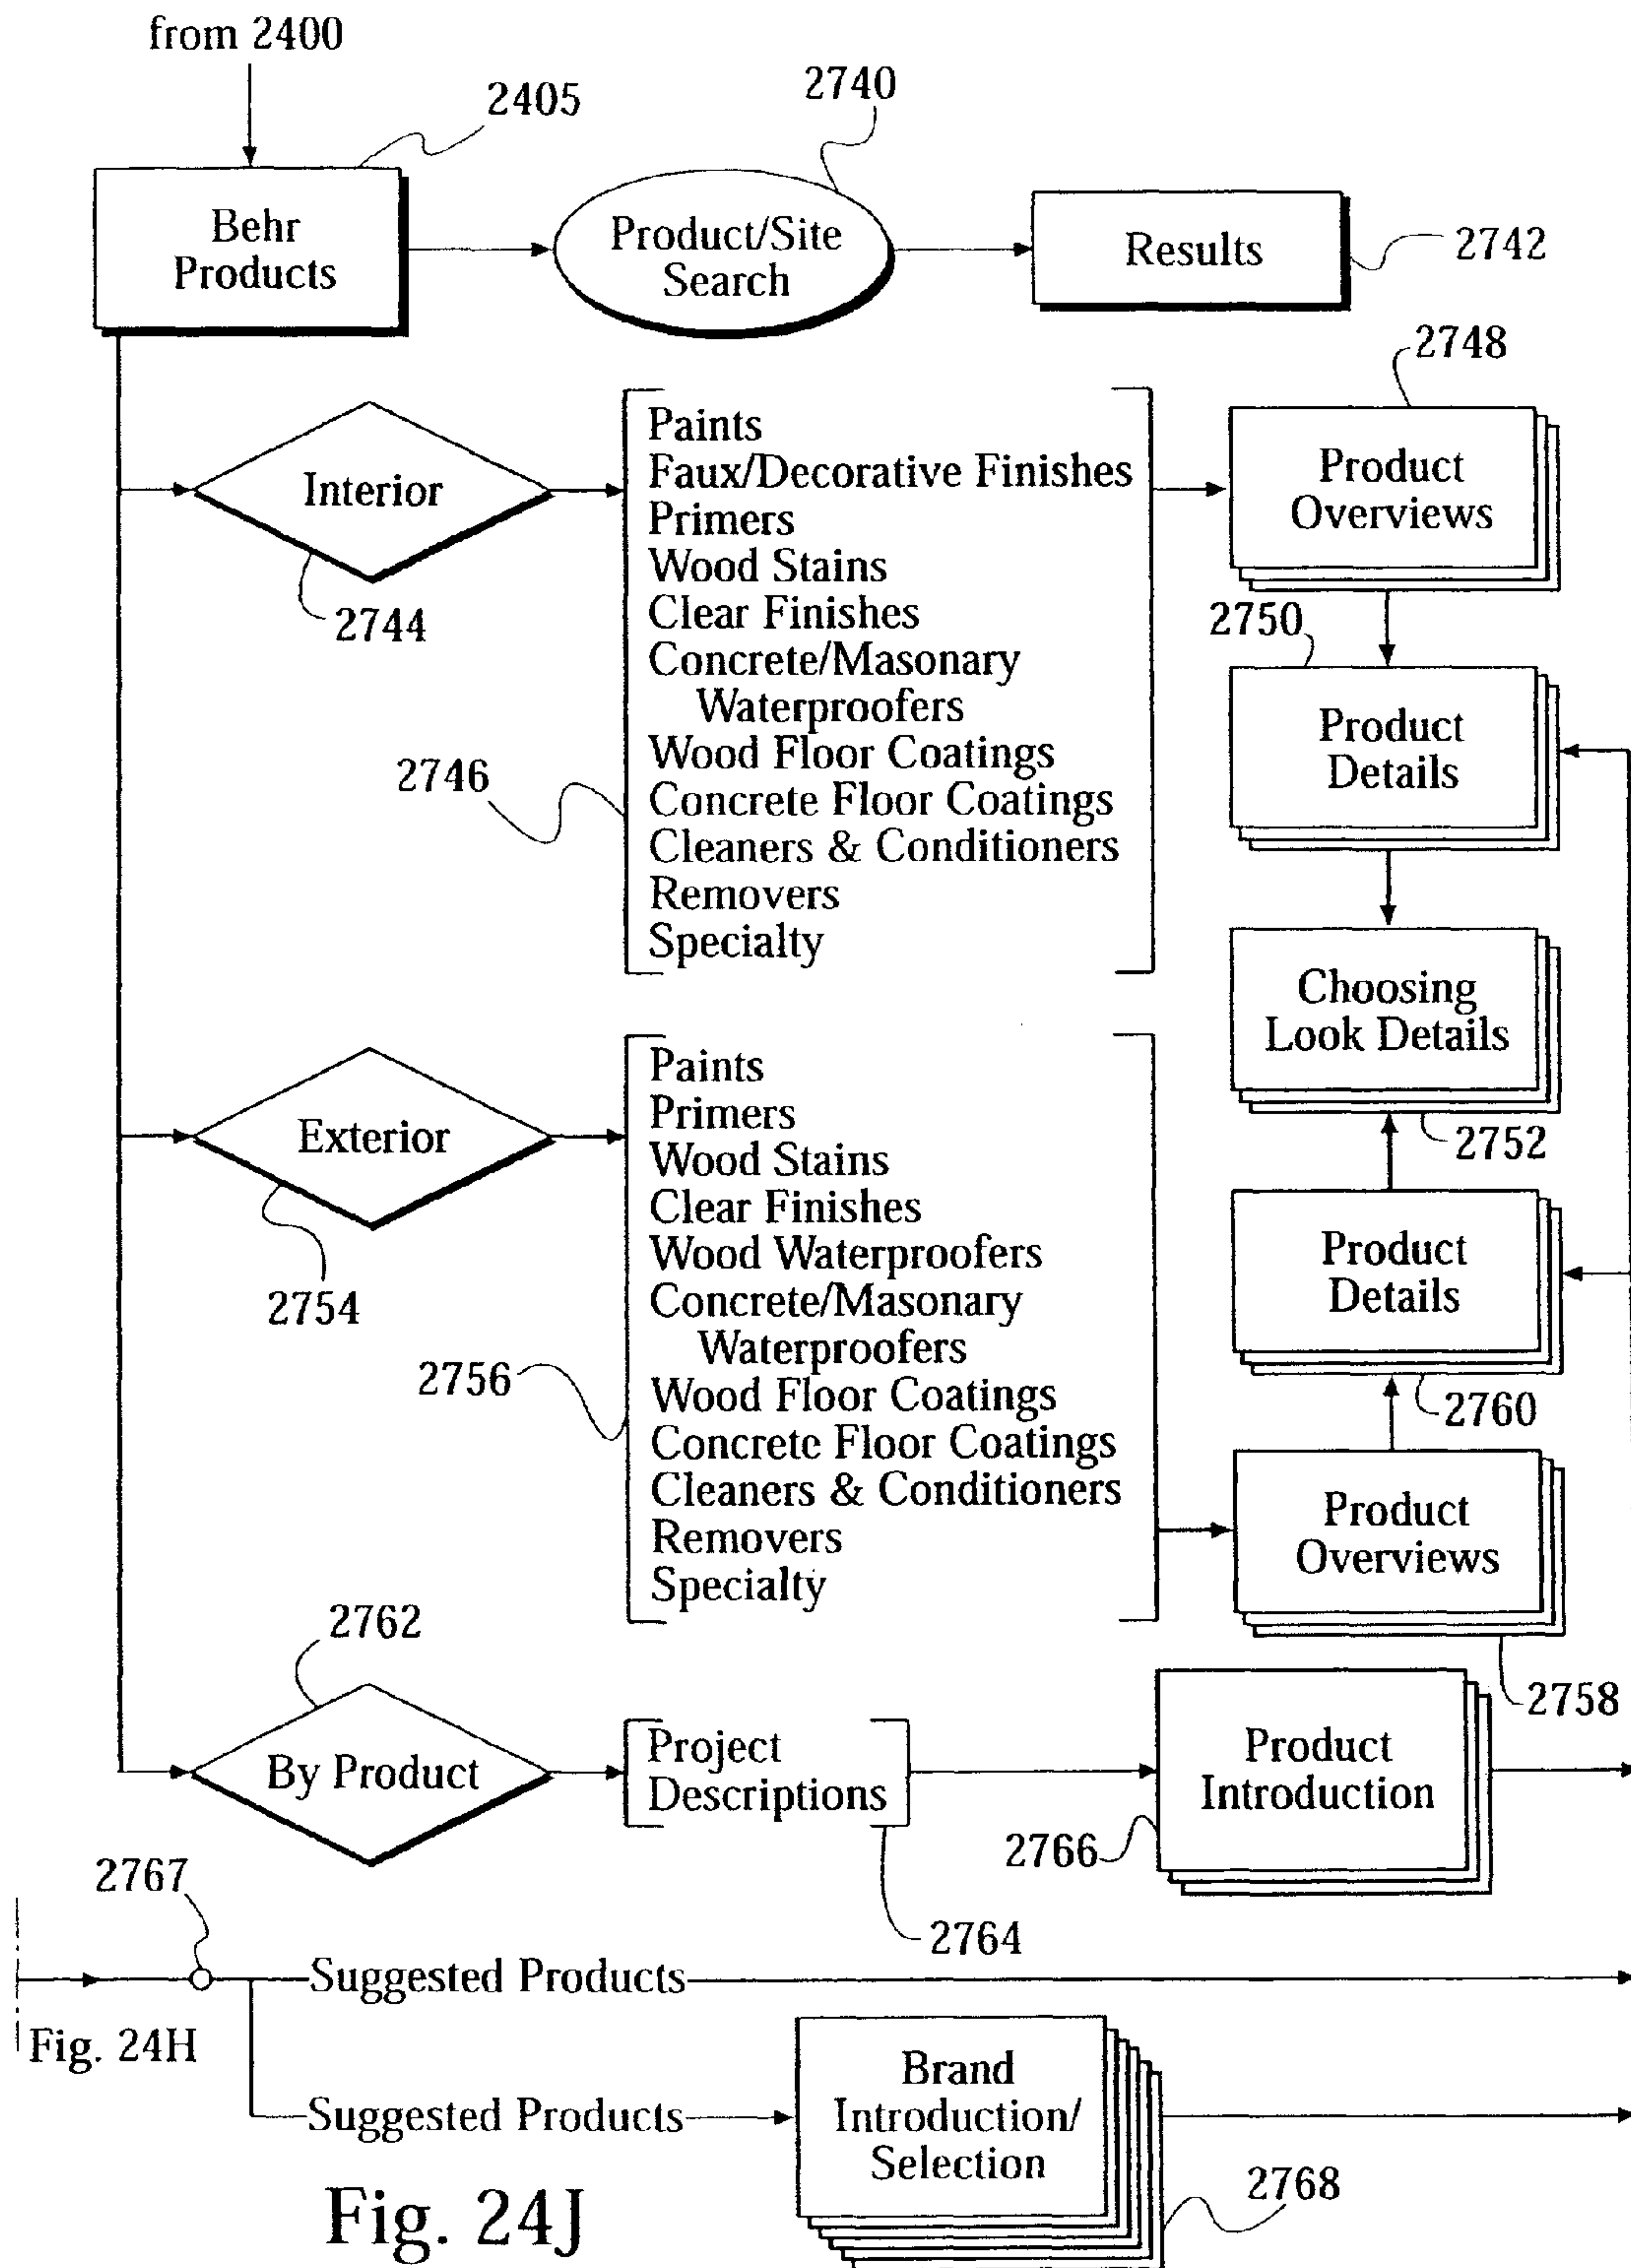 from 2400
2405
2740
Behr
Products
Product/Site
Search
Results
2742
2748
Interior
2744
Paints
Faux/Decorative Finishes
Primers
Wood Stains
Clear Finishes
Concrete/Masonary
Waterproofers
Wood Floor Coatings
Concrete Floor Coatings
Cleaners & Conditioners
Removers
Specialty
2746
Product
Overviews
2750
Product
Details
Choosing
Look Details
2752
Exterior
2754
Paints
Primers
Wood Stains
Clear Finishes
Wood Waterproofers
Concrete/Masonary
Waterproofers
Wood Floor Coatings
Concrete Floor Coatings
Cleaners & Conditioners
Removers
Specialty
2756
Product
Details
2760
Product
Overviews
2758
2762
By Product
Project
Descriptions
2764
Product
Introduction
2766
2767
Suggested Products
Fig. 24H
Suggested Products
Brand
Introduction/
Selection
2768
Fig. 24J